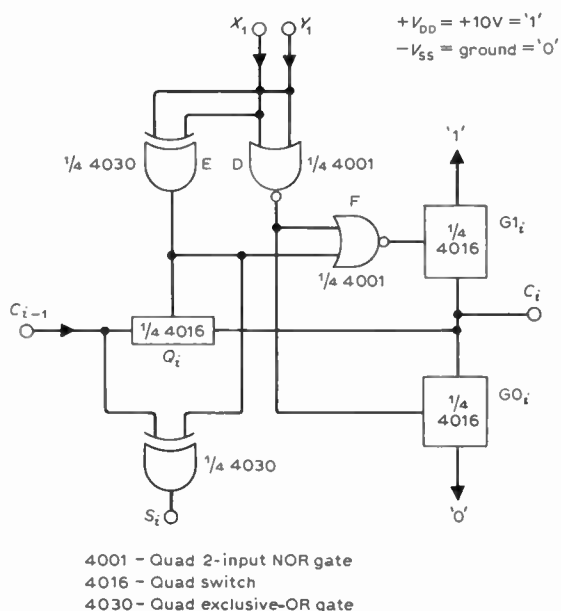 X₁ Y₁
+V_DD = +10V = '1'
−V_SS = ground = '0'
'1'
¼ 4030 E D ¼ 4001
F
¼ 4016
G1ᵢ
¼ 4001
Cᵢ₋₁
¼ 4016
Cᵢ
Qᵢ
¼ 4016
G0ᵢ
¼ 4030
Sᵢ
'0'
4001 – Quad 2-input NOR gate
4016 – Quad switch
4030 – Quad exclusive-OR gate